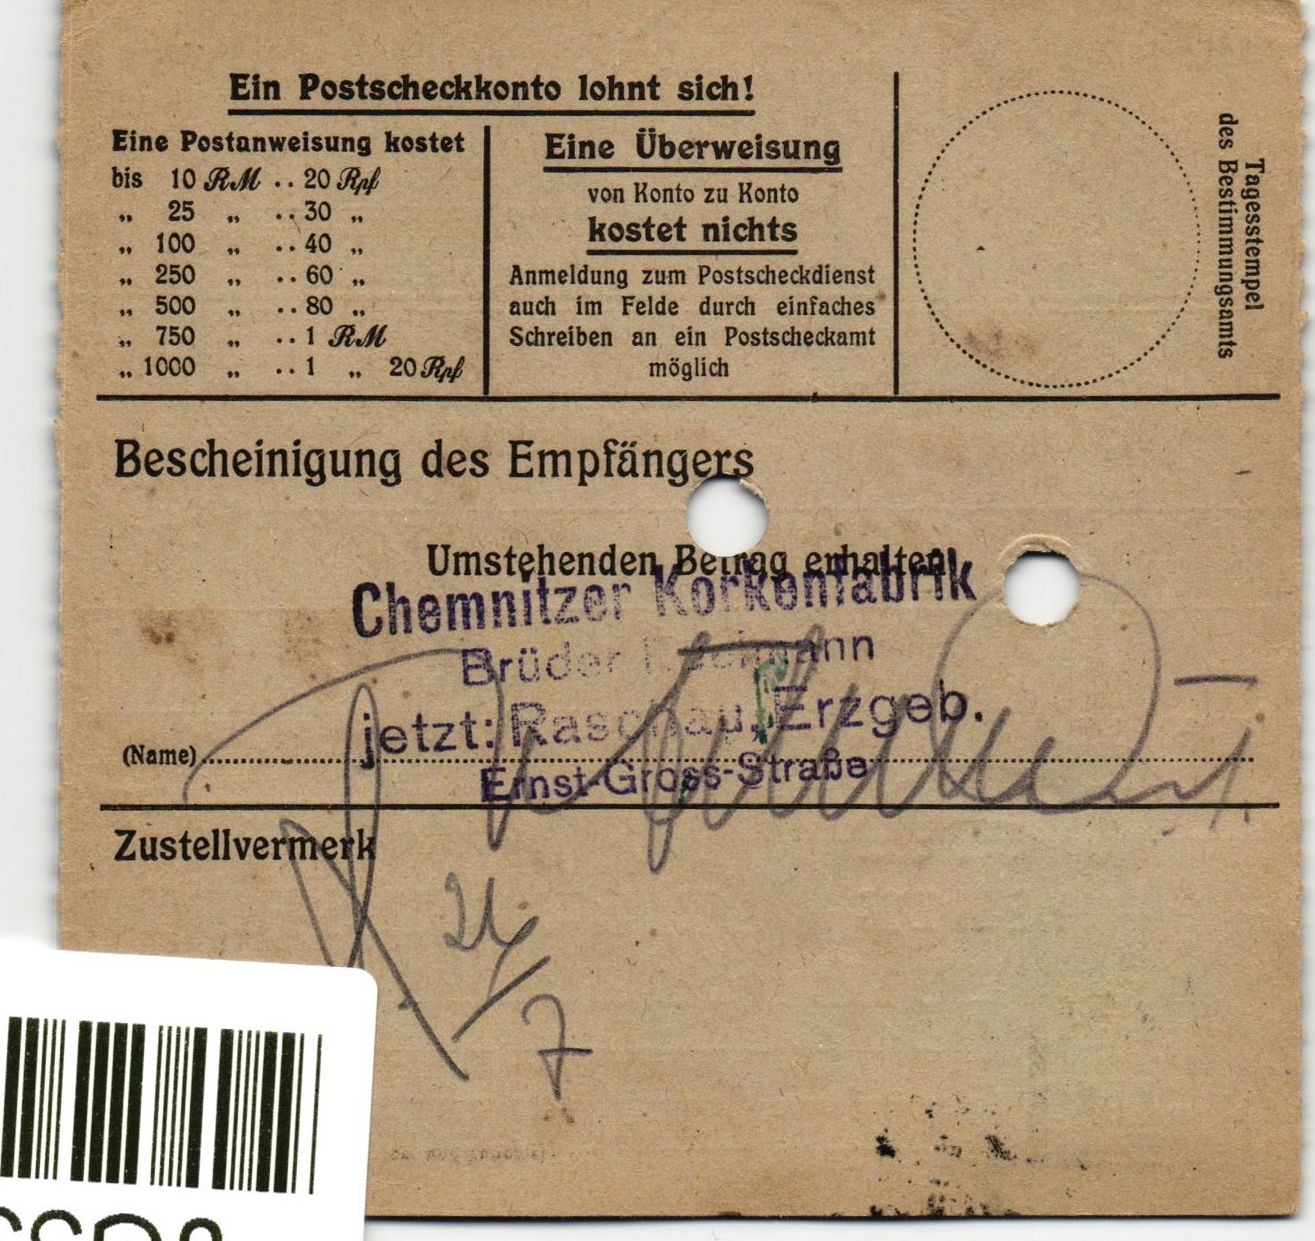 Ein Postscheckkonto lohnt sich!
Eine Postanweisung kostet
bis 10 RM .. 20 Rpf
„ 25 „ .. 30 „
„ 100 „ .. 40 „
„ 250 „ .. 60 „
„ 500 „ .. 80 „
„ 750 „ .. 1 RM
„ 1000 „ .. 1 „ 20 Rpf
Eine Überweisung
von Konto zu Konto
kostet nichts
Anmeldung zum Postscheckdienst
auch im Felde durch einfaches
Schreiben an ein Postscheckamt
möglich
Tagesstempel
des Bestimmungsamts
Bescheinigung des Empfängers
Umstehenden Betrag erhalten
Chemnitzer Korkenfabrik
Brüder
jetzt: Raschau, Erzgeb.
Ernst-Gross-Straße
(Name)
Zustellvermerk
7